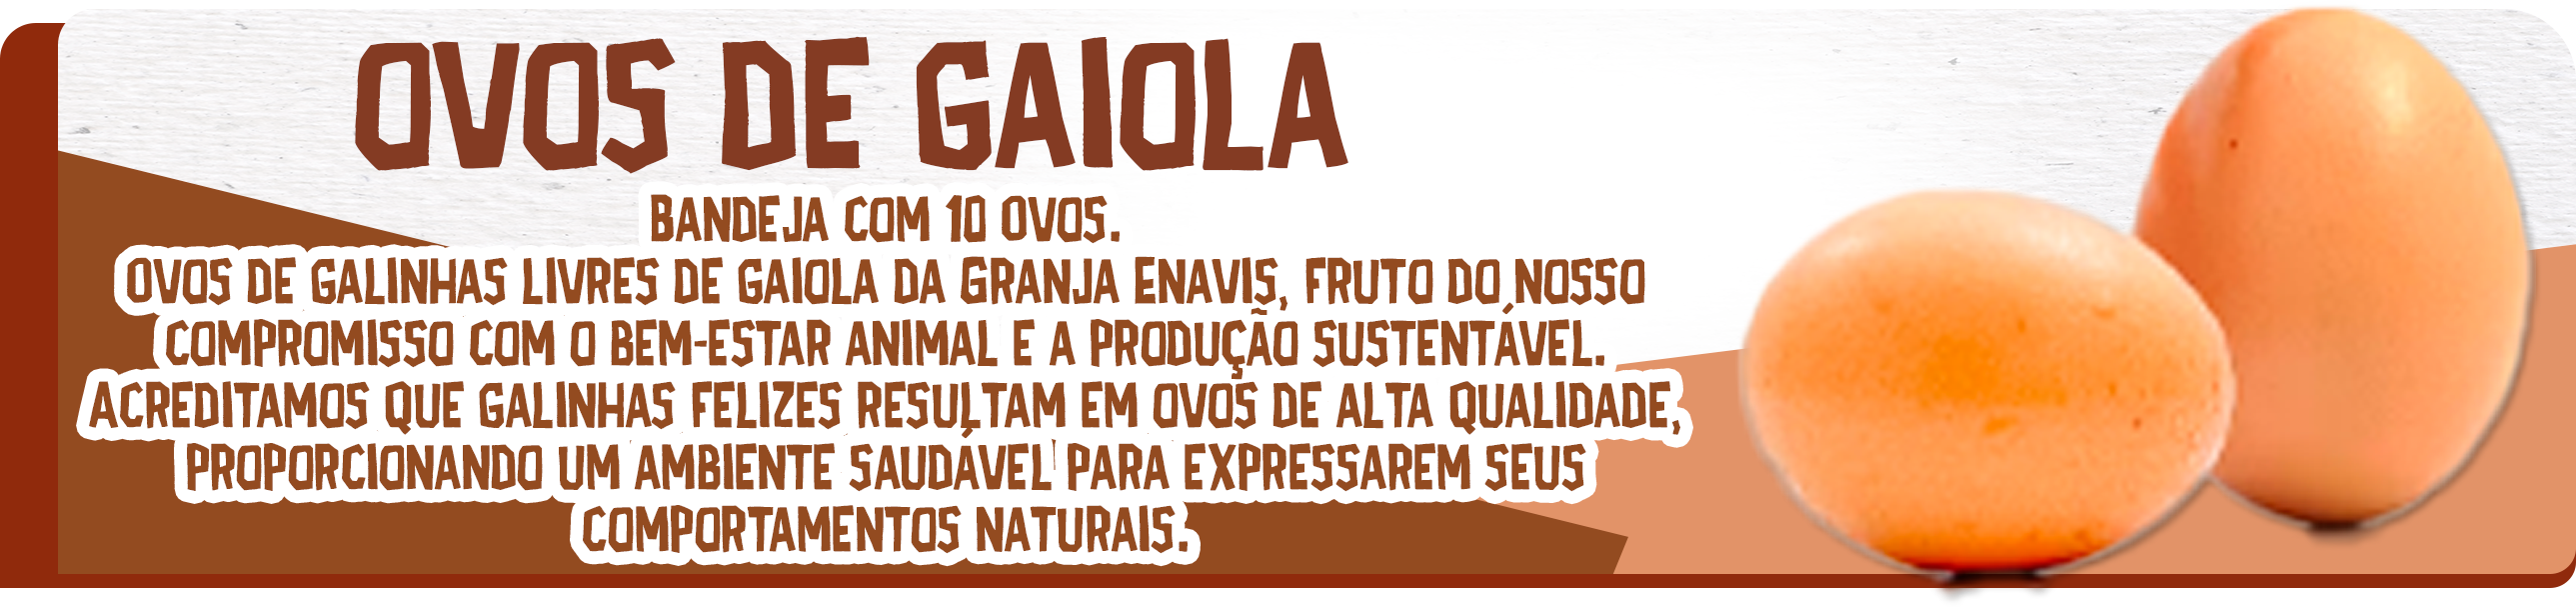 OVOS DE GAIOLA
BANDEJA COM 10 OVOS.
OVOS DE GALINHAS LIVRES DE GAIOLA DA GRANJA ENAVIS, FRUTO DO NOSSO
COMPROMISSO COM O BEM-ESTAR ANIMAL E A PRODUÇÃO SUSTENTÁVEL.
ACREDITAMOS QUE GALINHAS FELIZES RESULTAM EM OVOS DE ALTA QUALIDADE,
PROPORCIONANDO UM AMBIENTE SAUDÁVEL PARA EXPRESSAREM SEUS
COMPORTAMENTOS NATURAIS.